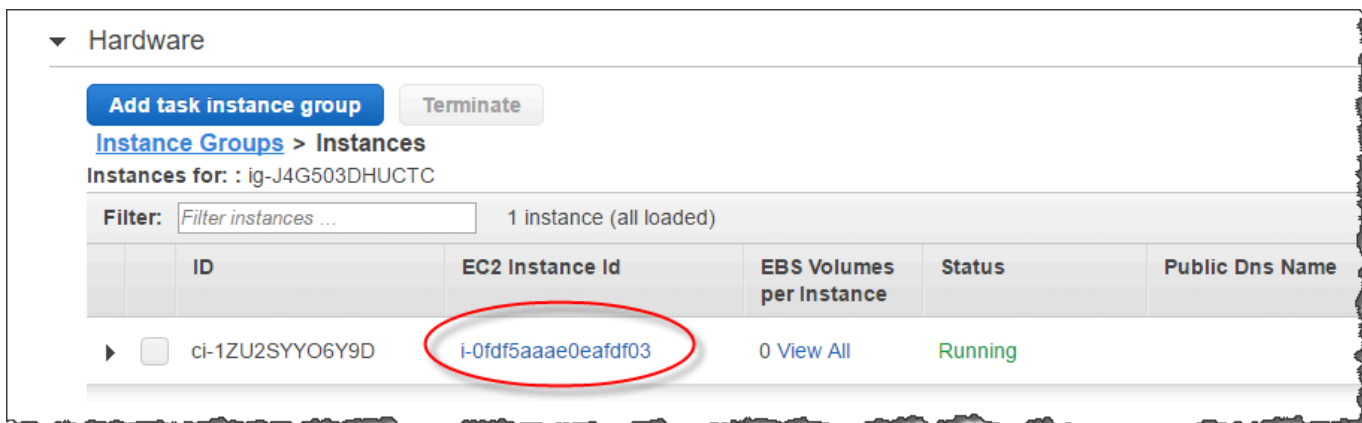 Hardware
Add task instance group Terminate
Instance Groups > Instances
Instances for: : ig-J4G503DHUCTC
Filter: Filter instances ... 1 instance (all loaded)
ID EC2 Instance Id EBS Volumes per Instance Status Public Dns Name
ci-1ZU2SYYO6Y9D i-0fdf5aaae0eafdf03 0 View All Running